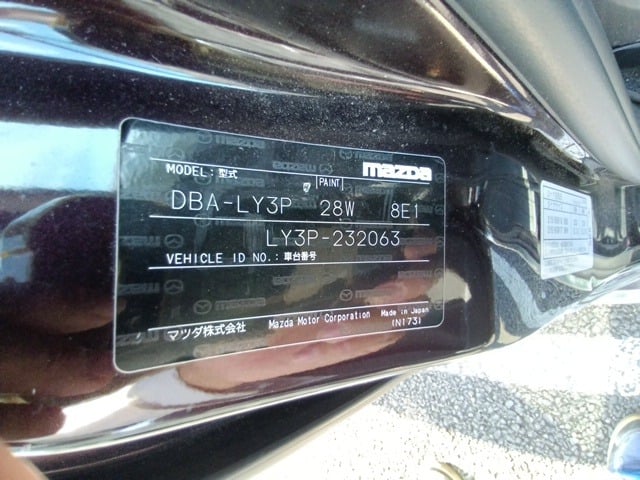 mazDa
MODEL: 型式
PAINT
DBA-LY3P 28W 8E1
LY3P-232063
VEHICLE ID NO.: 車台番号
マツダ株式会社 Mazda Motor Corporation Made in Japan
(N173)